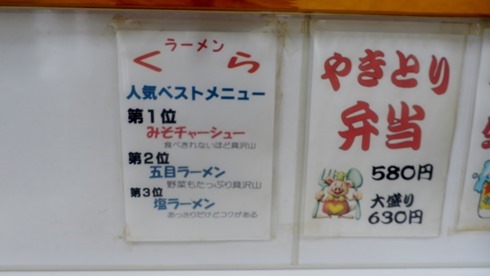 ラーメン
くら
人気ベストメニュー
第1位
みそチャーシュー
食べきれないほど具沢山
第2位
五目ラーメン
野菜もたっぷり具沢山
第3位
塩ラーメン
あっさりだけどコクがある
やきとり
弁当
580円
大盛り
630円